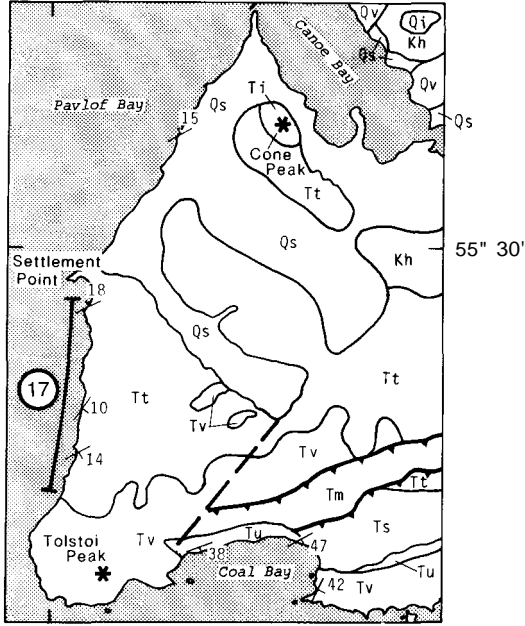 Qv
Qi
Kh
Qs
Canoe Bay
Ti
Qv
Pavlof Bay
Qs
15
Qs
Cone
Peak
Tt
Qs
55" 30'
Kh
Settlement
Point
18
Qs
17
Tt
Tt
10
Tv
Tv
14
Tt
Tm
Tolstoi
Peak
Tv
Tu
Ts
38
47
Coal Bay
42
Tv
Tu